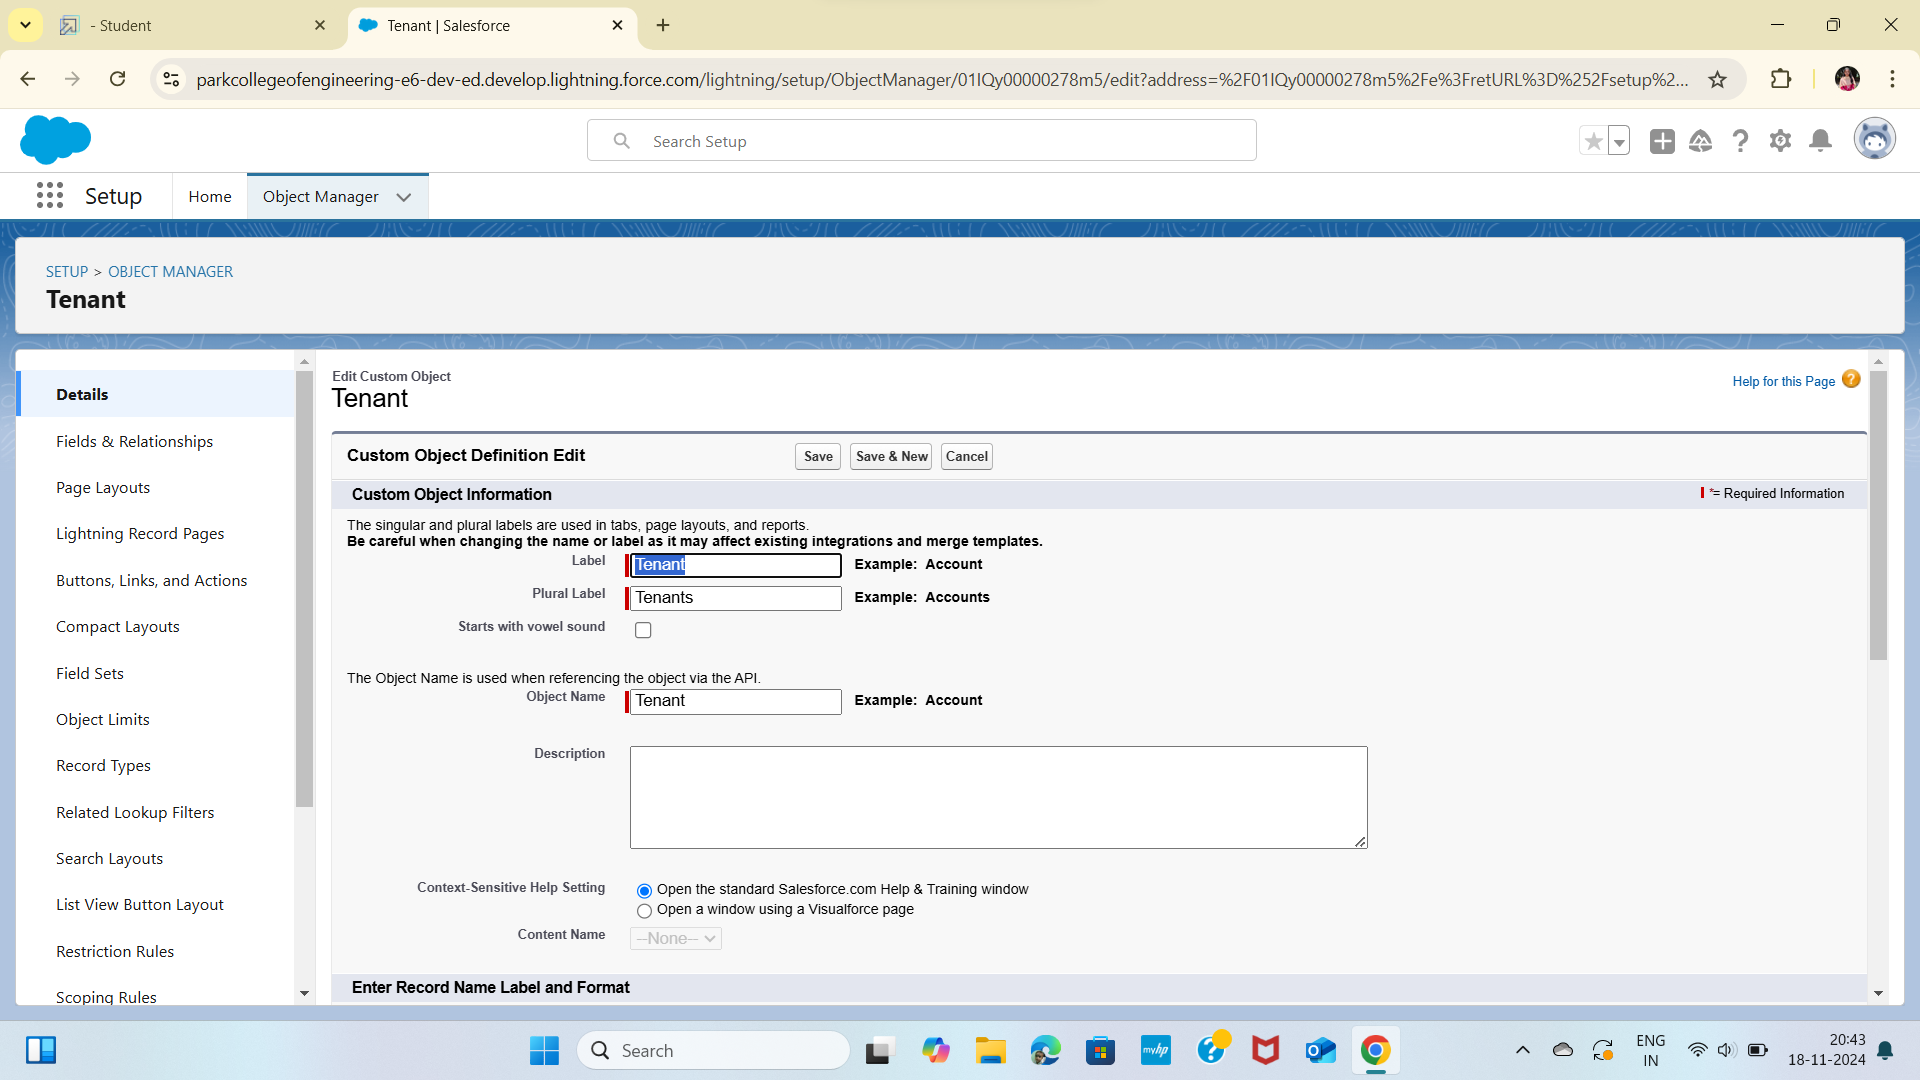 - Student
Tenant | Salesforce
parkcollegeofengineering-e6-dev-ed.develop.lightning.force.com/lightning/setup/ObjectManager/01IQy00000278m5/edit?address=%2F01IQy00000278m5%2Fe%3FretURL%3D%252Fsetup%2...
Search Setup
Setup
Home
Object Manager
SETUP > OBJECT MANAGER
Tenant
Details
Fields & Relationships
Page Layouts
Lightning Record Pages
Buttons, Links, and Actions
Compact Layouts
Field Sets
Object Limits
Record Types
Related Lookup Filters
Search Layouts
List View Button Layout
Restriction Rules
Scoping Rules
Edit Custom Object
Tenant
Help for this Page ?
Custom Object Definition Edit
Save
Save & New
Cancel
Custom Object Information
*= Required Information
The singular and plural labels are used in tabs, page layouts, and reports.
Be careful when changing the name or label as it may affect existing integrations and merge templates.
Label Tenant Example: Account
Plural Label Tenants Example: Accounts
Starts with vowel sound
The Object Name is used when referencing the object via the API.
Object Name Tenant Example: Account
Description
Context-Sensitive Help Setting Open the standard Salesforce.com Help & Training window
Open a window using a Visualforce page
Content Name --None--
Enter Record Name Label and Format
Search
myhp
ENG
IN
20:43
18-11-2024